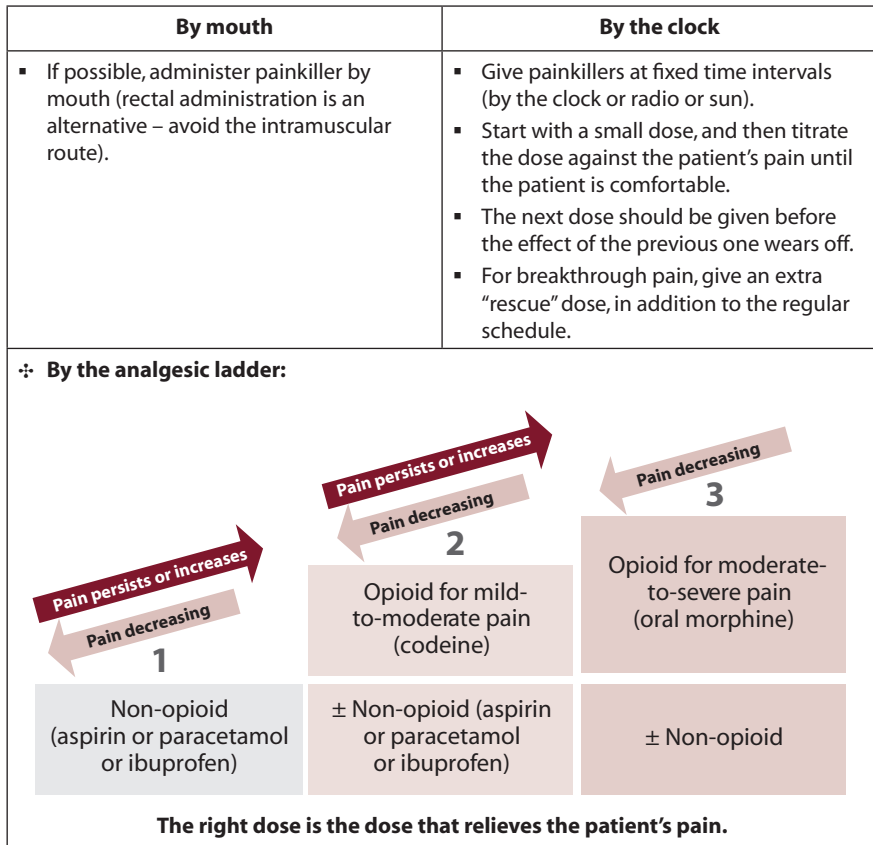 By mouth
By the clock
▪ If possible, administer painkiller by
mouth (rectal administration is an
alternative – avoid the intramuscular
route).
▪ Give painkillers at fixed time intervals
(by the clock or radio or sun).
▪ Start with a small dose, and then titrate
the dose against the patient’s pain until
the patient is comfortable.
▪ The next dose should be given before
the effect of the previous one wears off.
▪ For breakthrough pain, give an extra
“rescue” dose, in addition to the regular
schedule.
✣ By the analgesic ladder:
Pain persists or increases
Pain decreasing
1
Non-opioid
(aspirin or paracetamol
or ibuprofen)
Pain persists or increases
Pain decreasing
2
Opioid for mild-
to-moderate pain
(codeine)
± Non-opioid (aspirin
or paracetamol
or ibuprofen)
Pain decreasing
3
Opioid for moderate-
to-severe pain
(oral morphine)
± Non-opioid
The right dose is the dose that relieves the patient’s pain.